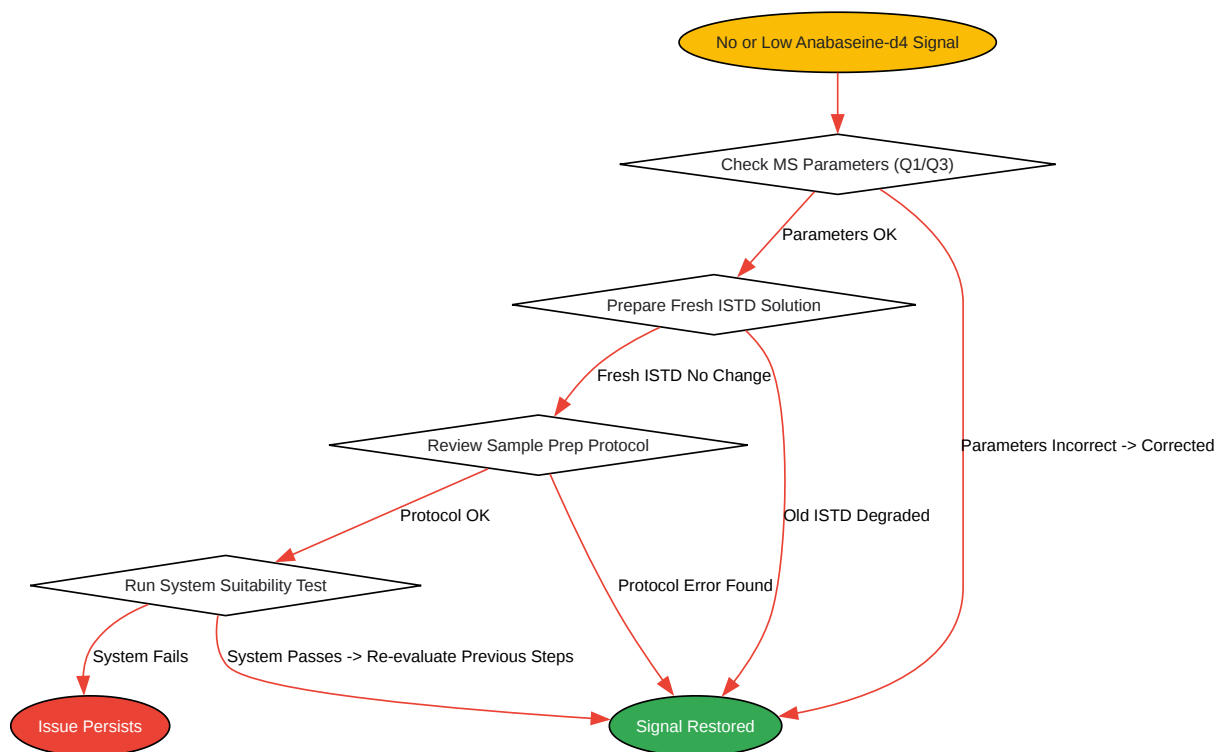 No or Low Anabaseine-d4 Signal
Check MS Parameters (Q1/Q3)
Parameters OK
Prepare Fresh ISTD Solution
Fresh ISTD No Change
Review Sample Prep Protocol
Parameters Incorrect -> Corrected
Protocol OK
Old ISTD Degraded
Run System Suitability Test
Protocol Error Found
System Fails
System Passes -> Re-evaluate Previous Steps
Issue Persists
Signal Restored